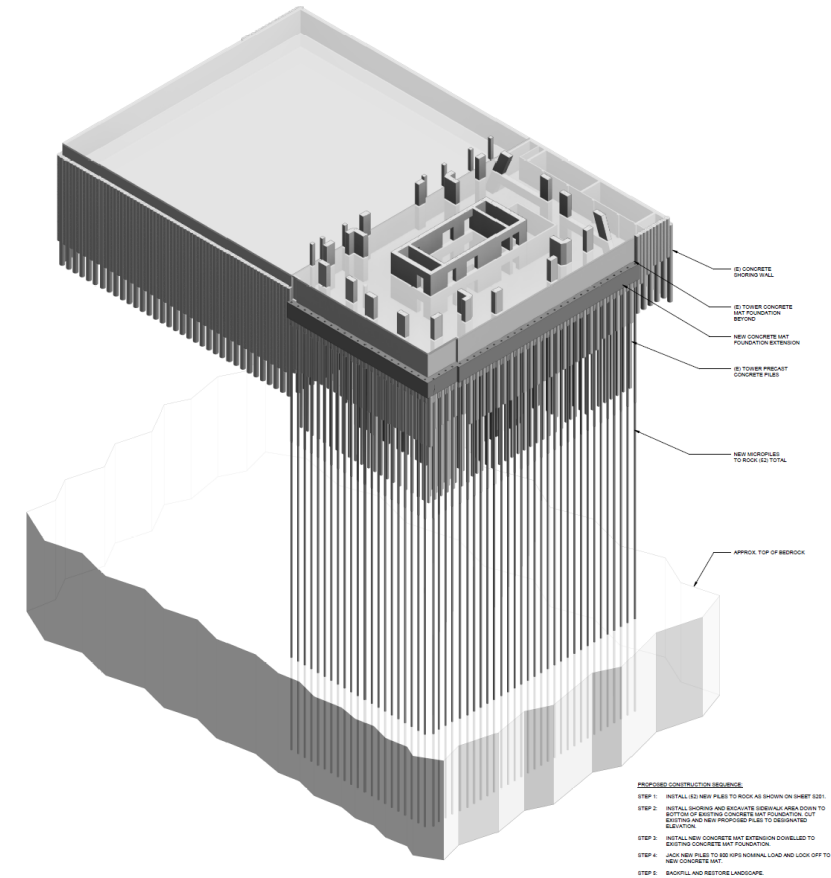 (E) CONCRETE
SHORING WALL
(E) TOWER CONCRETE
MAT FOUNDATION
BEYOND
NEW CONCRETE MAT
FOUNDATION EXTENSION
(E) TOWER PRECAST
CONCRETE PILES
NEW MICROPILES
TO ROCK (52) TOTAL
APPROX. TOP OF BEDROCK
PROPOSED CONSTRUCTION SEQUENCE:
STEP 1: INSTALL (52) NEW PILES TO ROCK AS SHOWN ON SHEET S201.
STEP 2: INSTALL SHORING AND EXCAVATE SIDEWALK AREA DOWN TO
BOTTOM OF EXISTING CONCRETE MAT FOUNDATION. CUT
EXISTING AND NEW PROPOSED PILES TO DESIGNATED
ELEVATION.
STEP 3: INSTALL NEW CONCRETE MAT EXTENSION DOWELLED TO
EXISTING CONCRETE MAT FOUNDATION.
STEP 4: JACK NEW PILES TO 800 KIPS NOMINAL LOAD AND LOCK OFF TO
NEW CONCRETE MAT.
STEP 5: BACKFILL AND RESTORE LANDSCAPE.